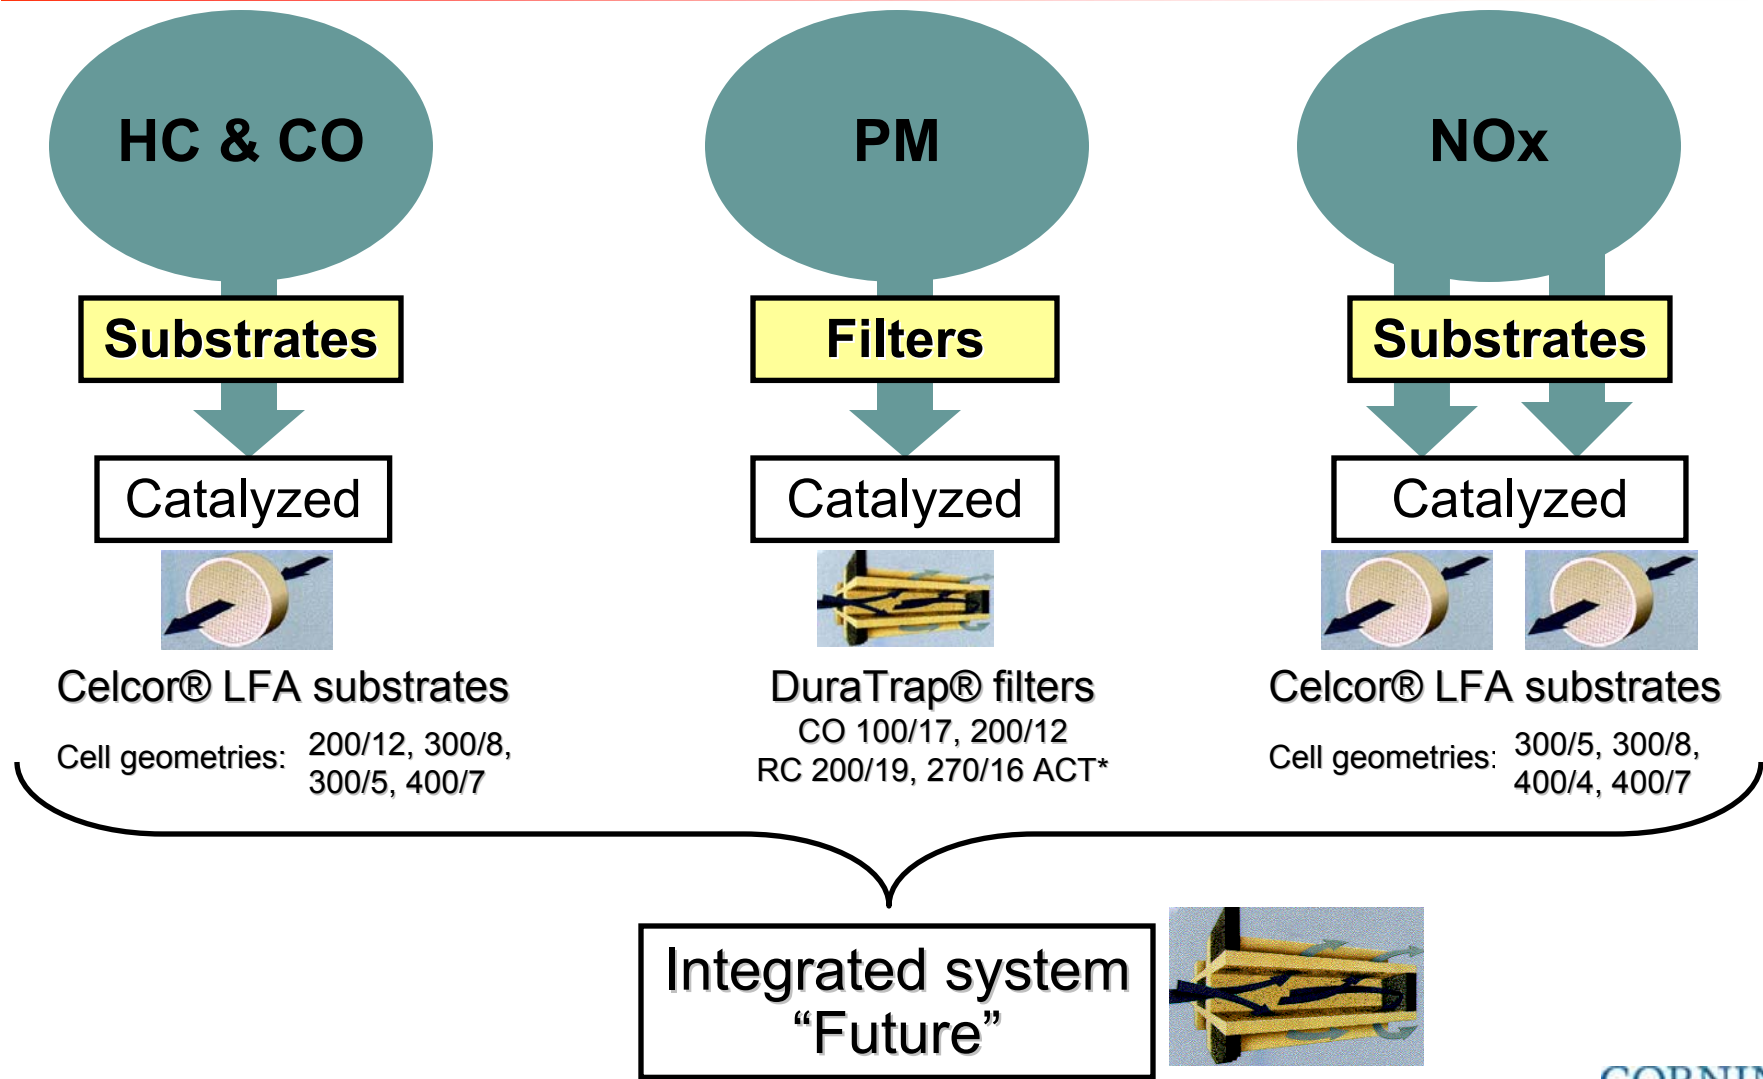 HC & CO
PM
NOx
Substrates
Filters
Substrates
Catalyzed
Catalyzed
Catalyzed
Celcor® LFA substrates
Cell geometries: 200/12, 300/8,
300/5, 400/7
DuraTrap® filters
CO 100/17, 200/12
RC 200/19, 270/16 ACT*
Celcor® LFA substrates
Cell geometries: 300/5, 300/8,
400/4, 400/7
Integrated system
“Future”